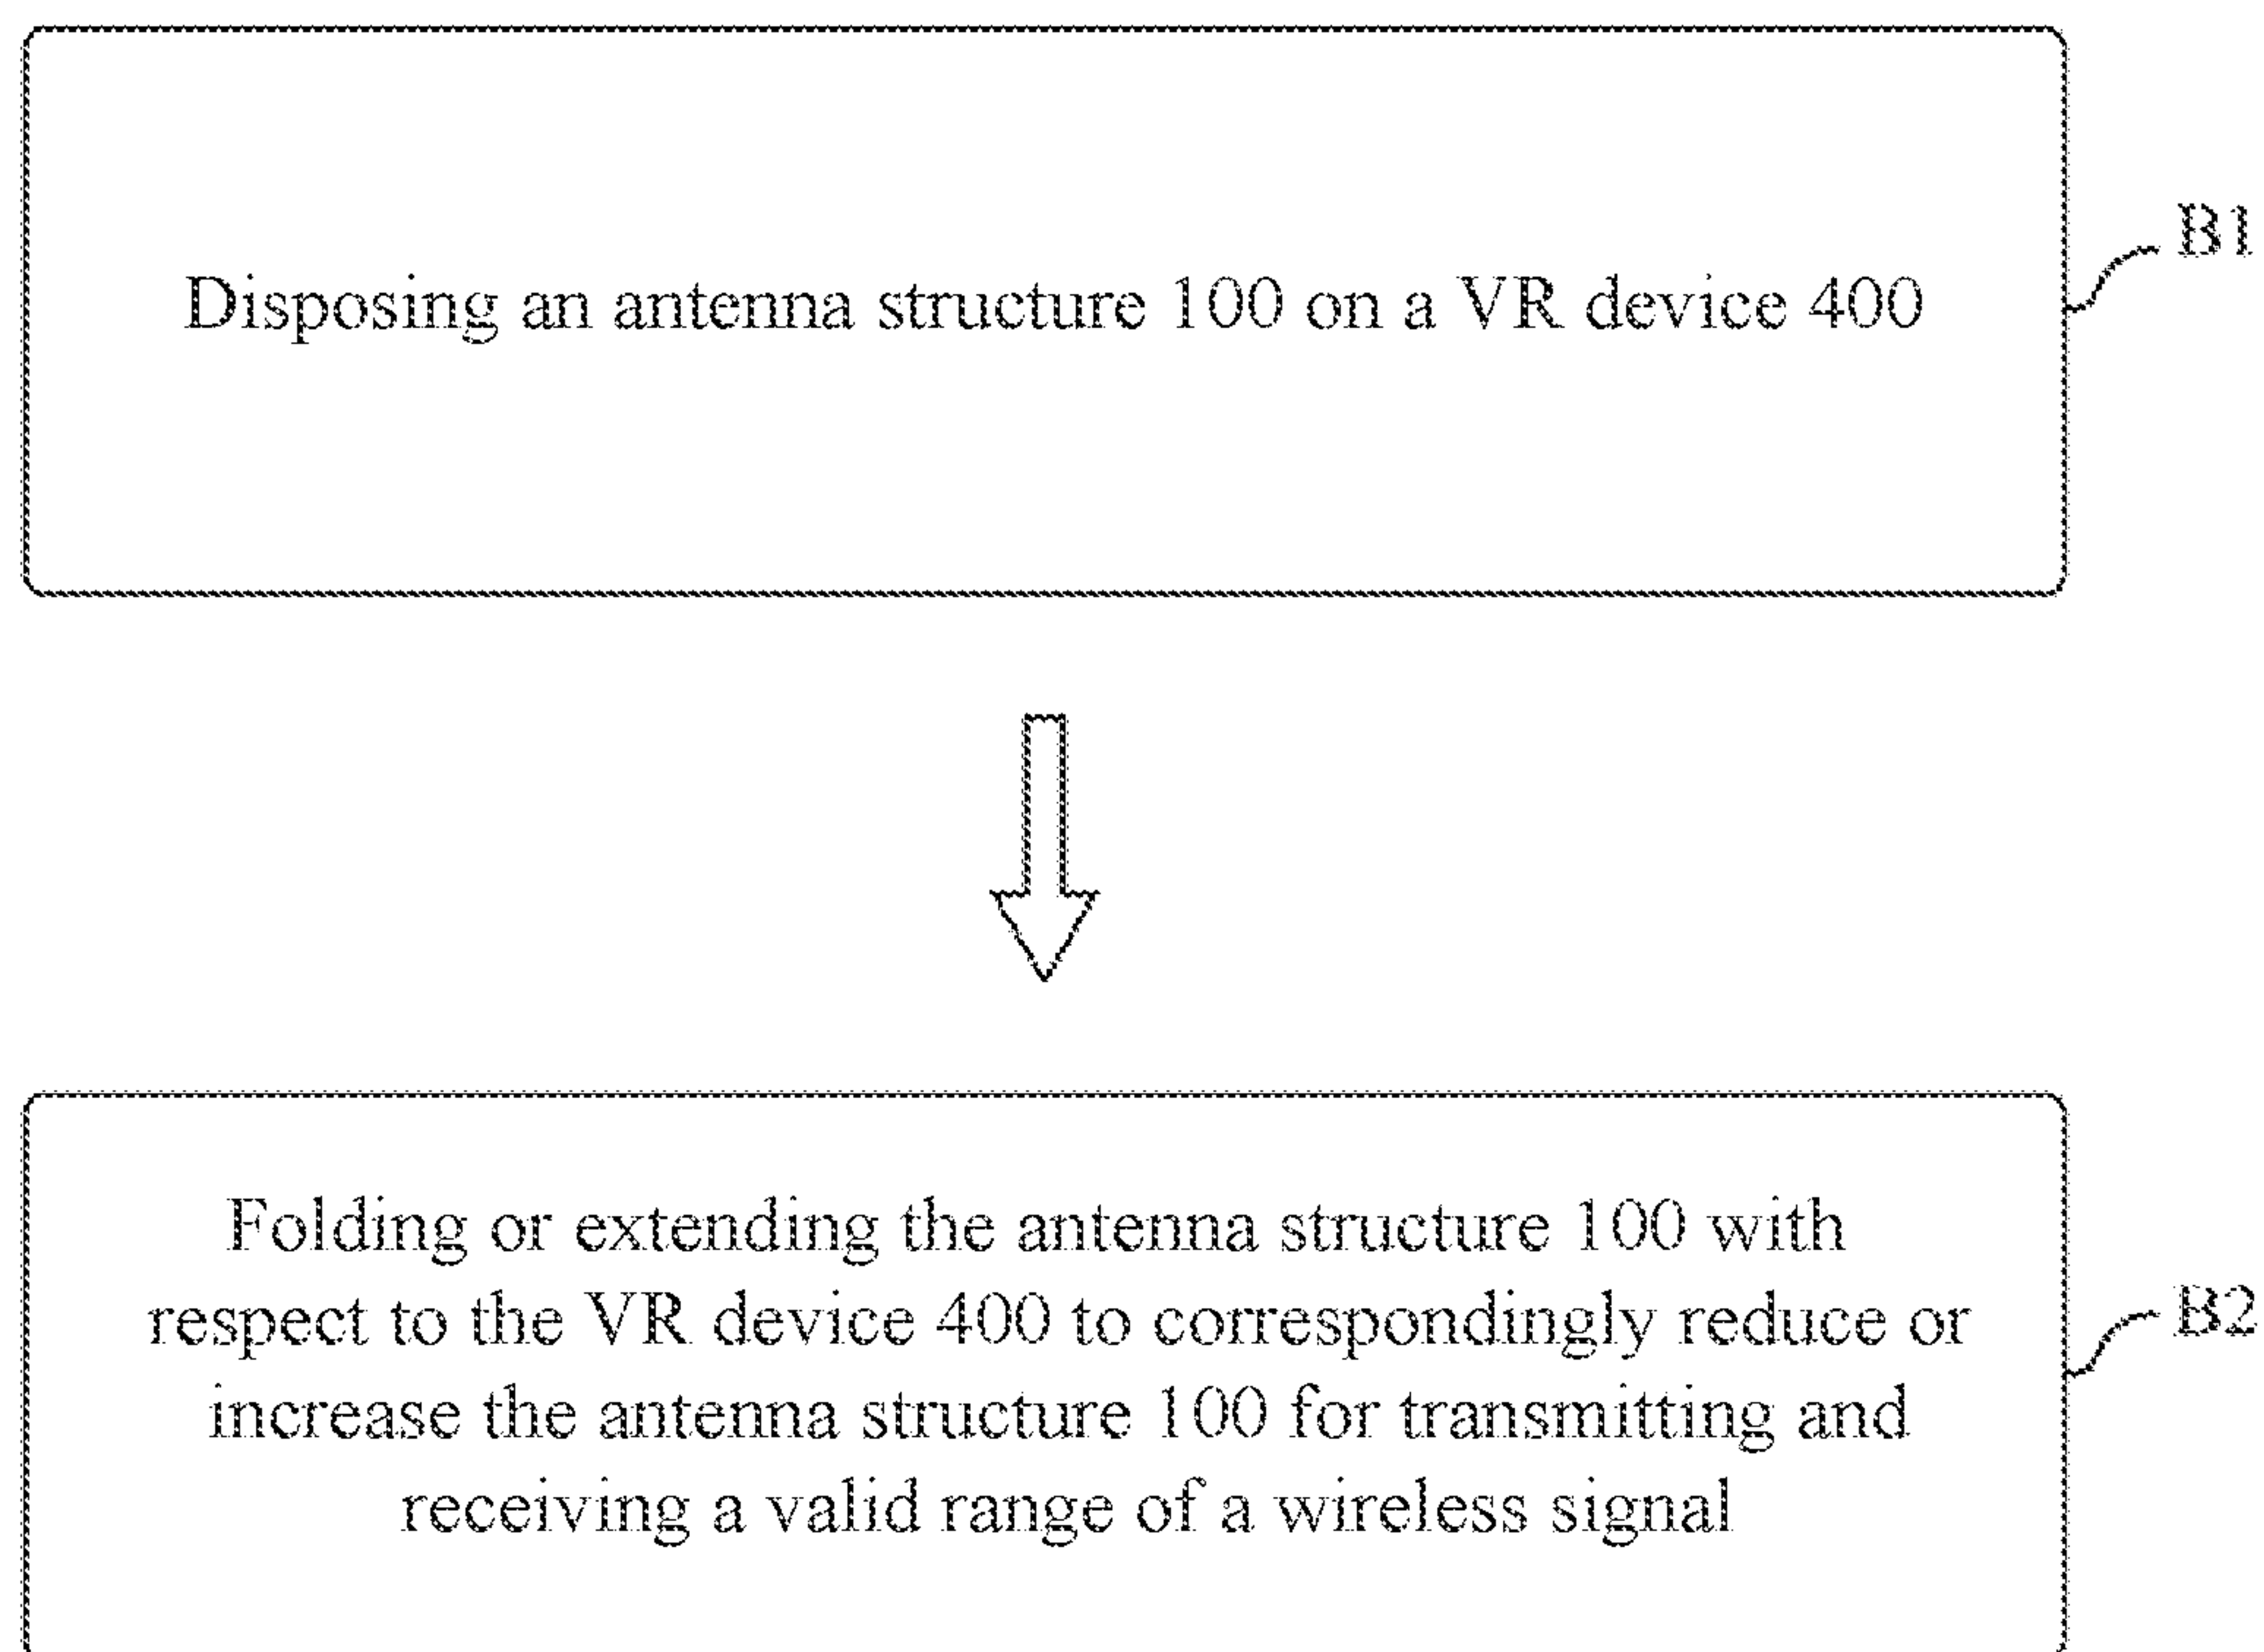 Disposing an antenna structure 100 on a VR device 400
B1
Folding or extending the antenna structure 100 with
respect to the VR device 400 to correspondingly reduce or
increase the antenna structure 100 for transmitting and
receiving a valid range of a wireless signal
B2